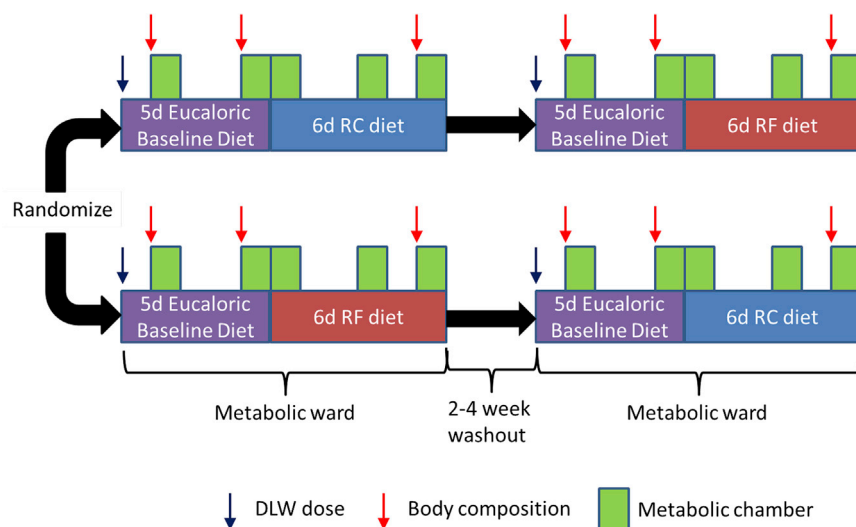 5d Eucaloric
Baseline Diet
6d RC diet
5d Eucaloric
Baseline Diet
6d RF diet
Randomize
5d Eucaloric
Baseline Diet
6d RF diet
5d Eucaloric
Baseline Diet
6d RC diet
Metabolic ward
2-4 week
washout
Metabolic ward
DLW dose
Body composition
Metabolic chamber